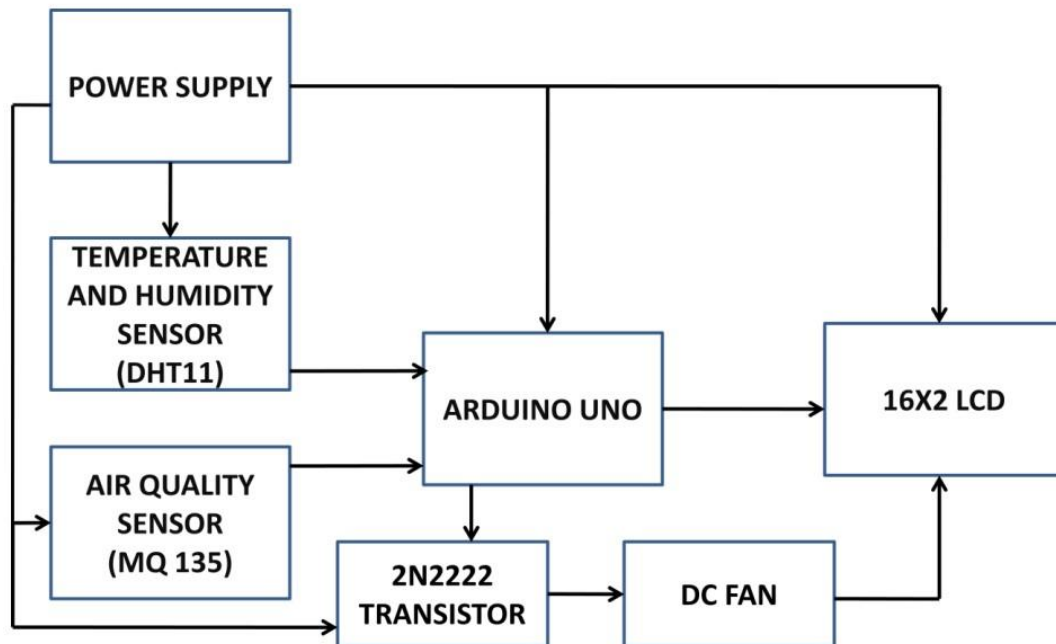 POWER SUPPLY
TEMPERATURE
AND HUMIDITY
SENSOR
(DHT11)
ARDUINO UNO
16X2 LCD
AIR QUALITY
SENSOR
(MQ 135)
2N2222
TRANSISTOR
DC FAN